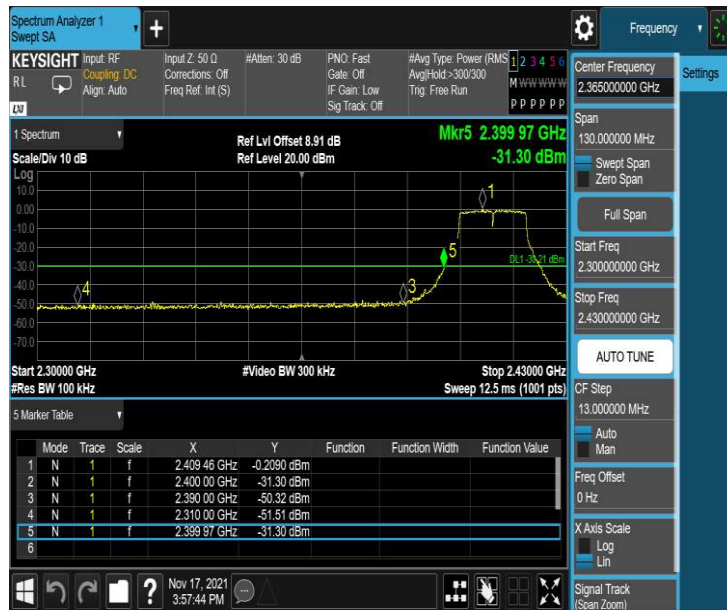 Spectrum Analyzer 1
Swept SA
Frequency
KEYSIGHT
RL
LXI
Input: RF
Coupling: DC
Align: Auto
Input Z: 50 Ω
Corrections: Off
Freq Ref: Int (S)
#Atten: 30 dB
PNO: Fast
Gate: Off
IF Gain: Low
Sig Track: Off
#Avg Type: Power (RMS
Avg|Hold:>300/300
Trig: Free Run
1 2 3 4 5 6
M W W W W W
P P P P P P
1 Spectrum
Scale/Div 10 dB
Ref Lvl Offset 8.91 dB
Ref Level 20.00 dBm
Mkr5 2.399 97 GHz
-31.30 dBm
Log
10.0
0.00
-10.0
-20.0
-30.0
-40.0
-50.0
-60.0
-70.0
1
5
DL1 -30.21 dBm
4
3
Start 2.30000 GHz
#Res BW 100 kHz
#Video BW 300 kHz
Stop 2.43000 GHz
Sweep 12.5 ms (1001 pts)
5 Marker Table
Mode Trace Scale X Y Function Function Width Function Value
1 N 1 f 2.409 46 GHz -0.2090 dBm
2 N 1 f 2.400 00 GHz -31.30 dBm
3 N 1 f 2.390 00 GHz -50.32 dBm
4 N 1 f 2.310 00 GHz -51.51 dBm
5 N 1 f 2.399 97 GHz -31.30 dBm
6
Nov 17, 2021
3:57:44 PM
Center Frequency
2.365000000 GHz
Settings
Span
130.000000 MHz
Swept Span
Zero Span
Full Span
Start Freq
2.300000000 GHz
Stop Freq
2.430000000 GHz
AUTO TUNE
CF Step
13.000000 MHz
Auto
Man
Freq Offset
0 Hz
X Axis Scale
Log
Lin
Signal Track
(Span Zoom)